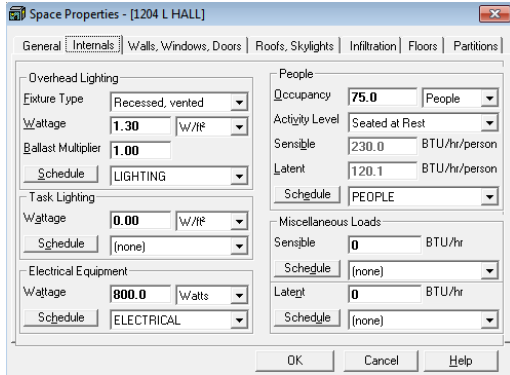 Space Properties - [1204 L HALL]
General Internals Walls, Windows, Doors Roofs, Skylights Infiltration Floors Partitions
Overhead Lighting
Fixture Type Recessed, vented
Wattage 1.30 W/ft²
Ballast Multiplier 1.00
Schedule LIGHTING
Task Lighting
Wattage 0.00 W/ft²
Schedule (none)
Electrical Equipment
Wattage 800.0 Watts
Schedule ELECTRICAL
People
Occupancy 75.0 People
Activity Level Seated at Rest
Sensible 230.0 BTU/hr/person
Latent 120.1 BTU/hr/person
Schedule PEOPLE
Miscellaneous Loads
Sensible 0 BTU/hr
Schedule (none)
Latent 0 BTU/hr
Schedule (none)
OK Cancel Help